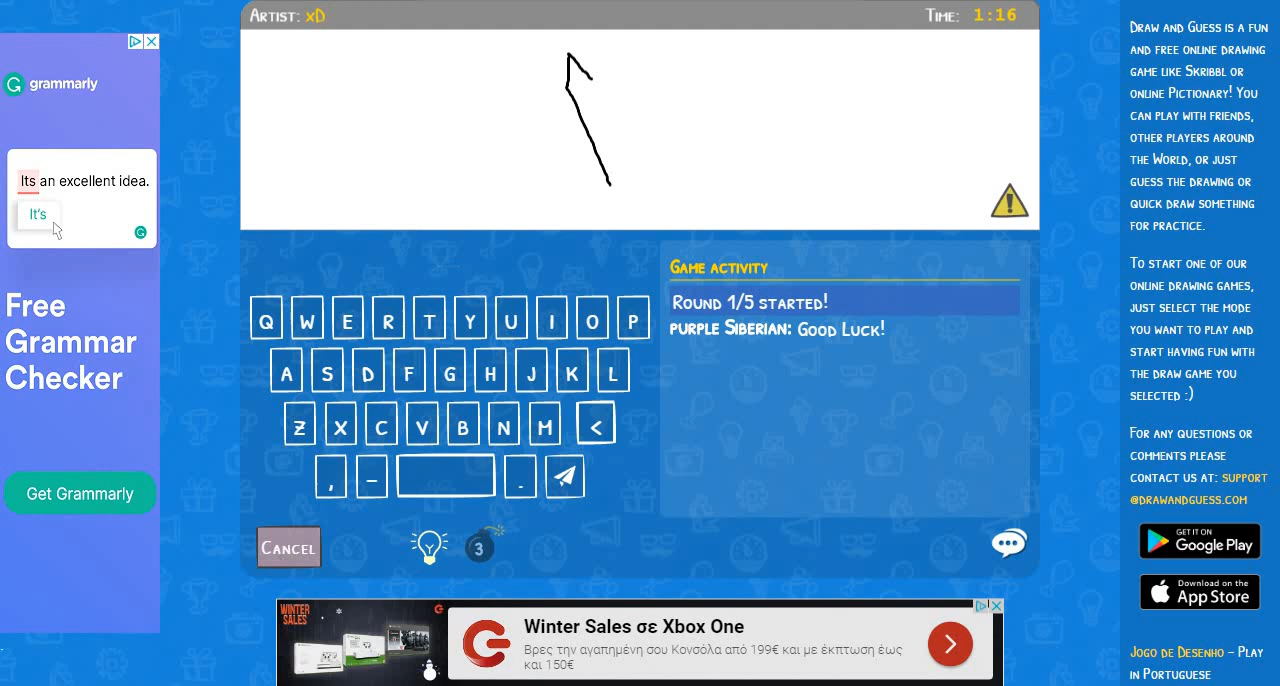 Artist: xD
Time: 1:16
grammarly
Its an excellent idea.
It's
Free
Grammar
Checker
Get Grammarly
Game activity
Round 1/5 started!
purple Siberian: Good Luck!
Q W E R T Y U I O P
A S D F G H J K L
Z X C V B N M <
, – .
Cancel
3
Winter
Sales
Winter Sales σε Xbox One
Βρες την αγαπημένη σου Κονσόλα από 199€ και με έκπτωση έως
και 150€
Draw and Guess is a fun
and free online drawing
game like Skribbl or
online Pictionary! You
can play with friends,
other players around
the World, or just
guess the drawing or
quick draw something
for practice.
To start one of our
online drawing games,
just select the mode
you want to play and
start having fun with
the draw game you
selected :)
For any questions or
comments please
contact us at: support
@drawandguess.com
GET IT ON
Google Play
Download on the
App Store
Jogo de Desenho – Play
in Portuguese